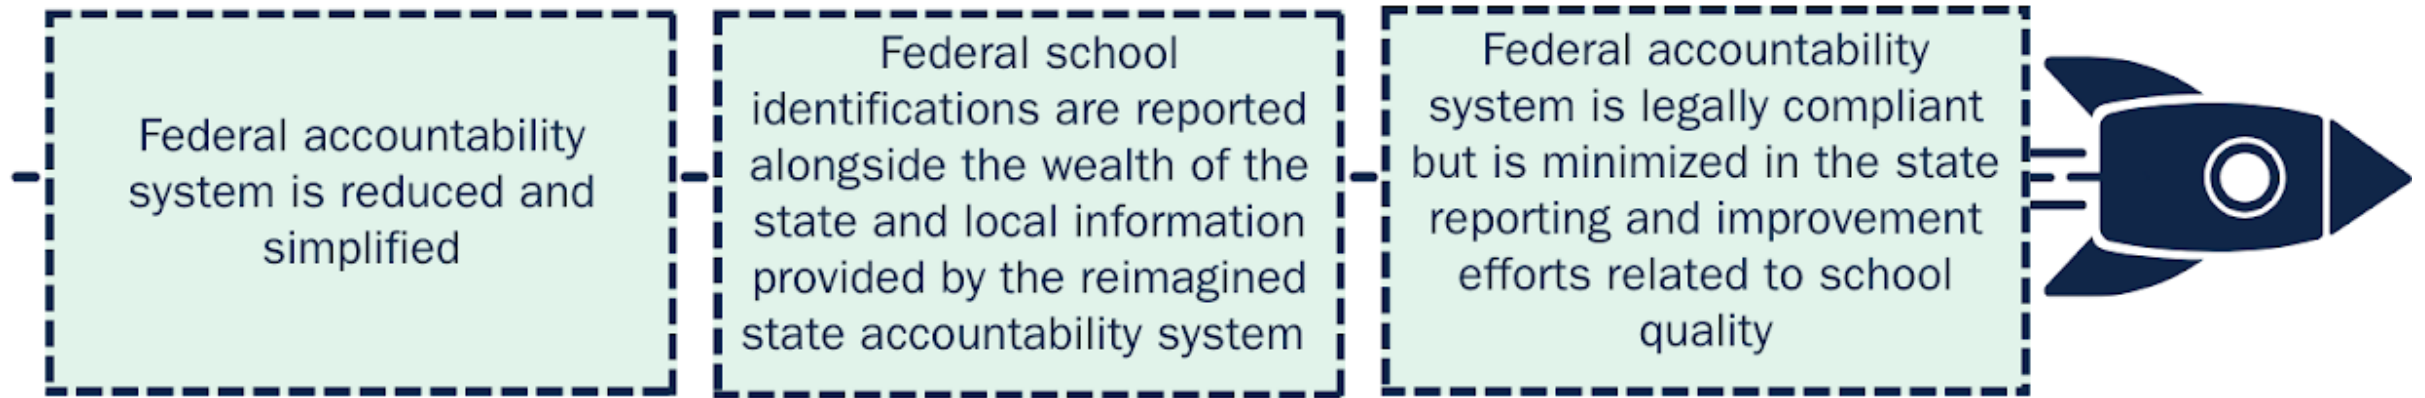 Federal accountability
system is reduced and
simplified
Federal school
identifications are reported
alongside the wealth of the
state and local information
provided by the reimagined
state accountability system
Federal accountability
system is legally compliant
but is minimized in the state
reporting and improvement
efforts related to school
quality